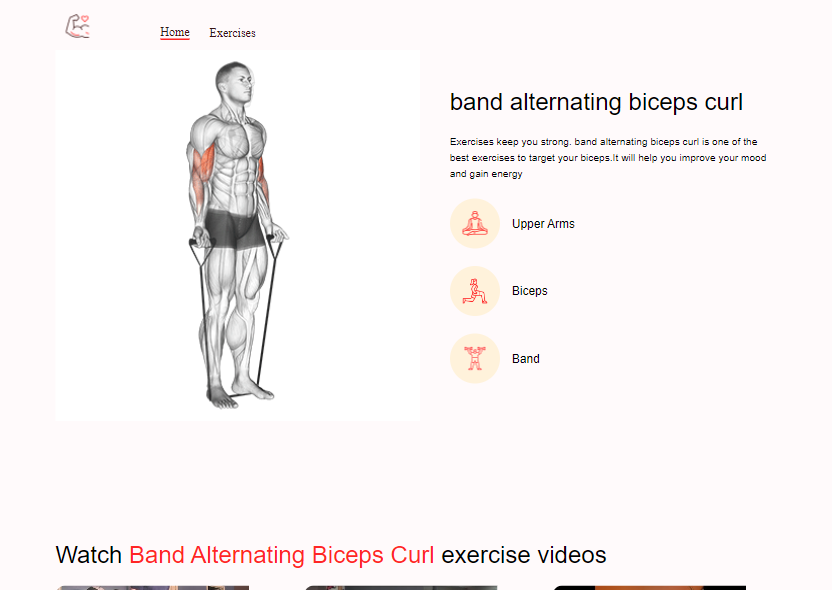 Home Exercises
band alternating biceps curl
Exercises keep you strong. band alternating biceps curl is one of the
best exercises to target your biceps.It will help you improve your mood
and gain energy
Upper Arms
Biceps
Band
Watch Band Alternating Biceps Curl exercise videos